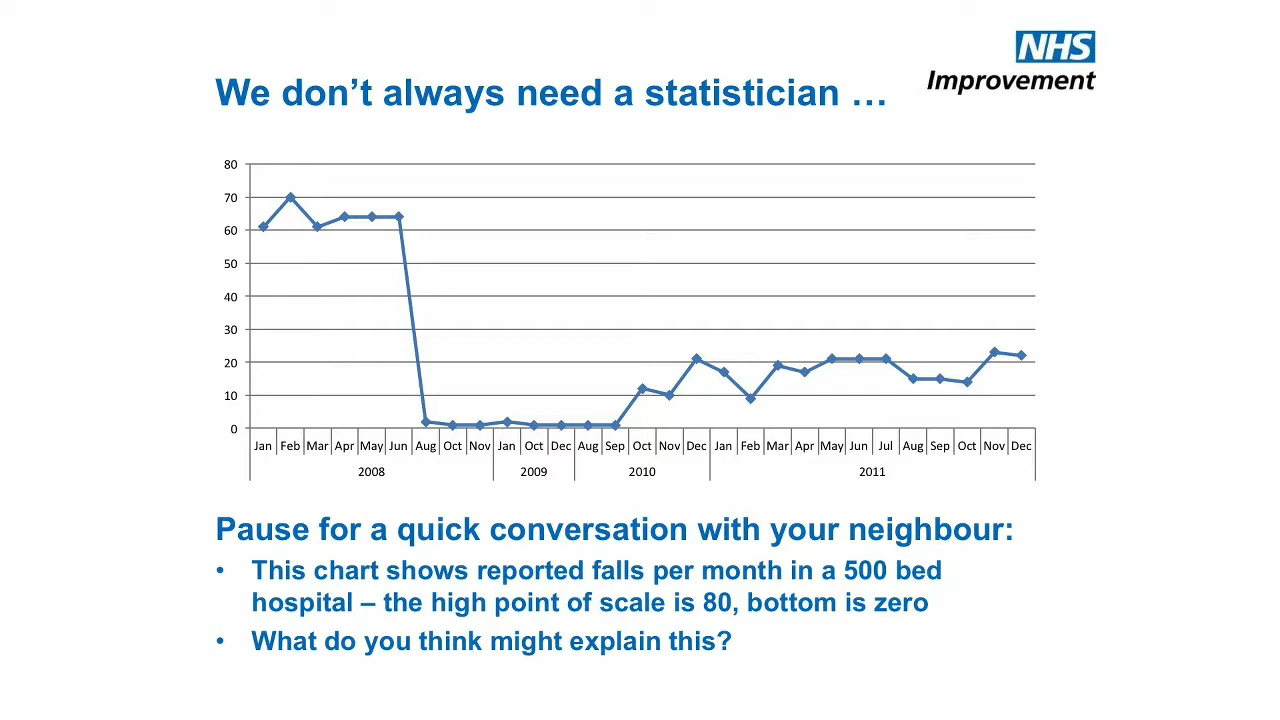 NHS
Improvement
We don't always need a statistician …
80
70
60
50
40
30
20
10
0
Jan Feb Mar Apr May Jun Aug Oct Nov Jan Oct Dec Aug Sep Oct Nov Dec Jan Feb Mar Apr May Jun Jul Aug Sep Oct Nov Dec
2008 2009 2010 2011
Pause for a quick conversation with your neighbour:
• This chart shows reported falls per month in a 500 bed
hospital – the high point of scale is 80, bottom is zero
• What do you think might explain this?